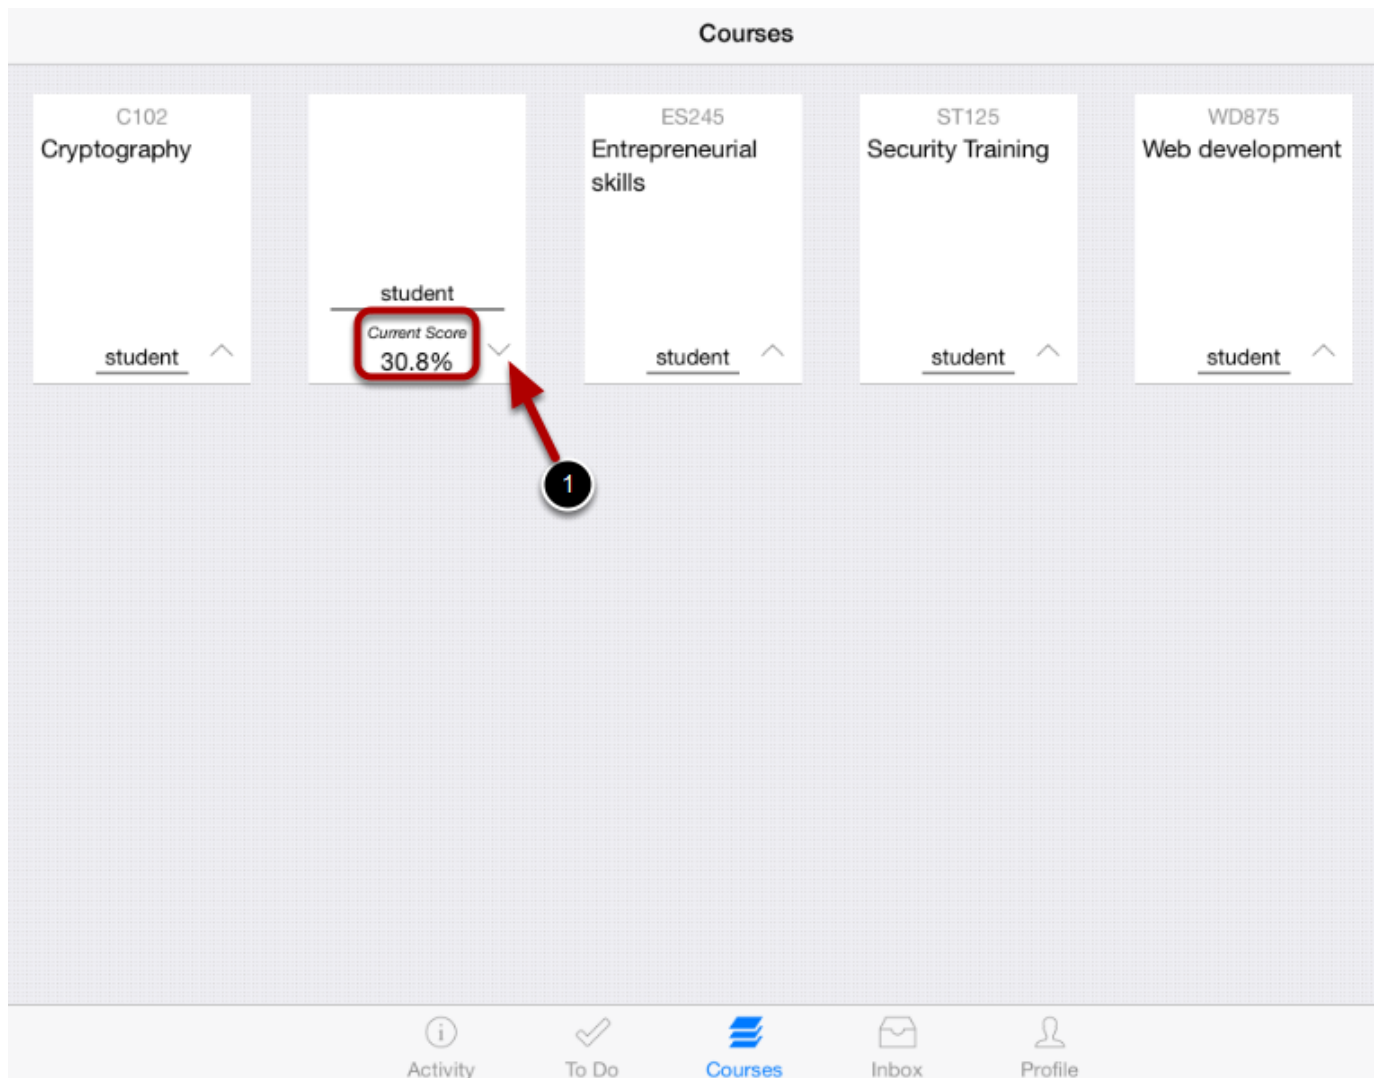 Courses
C102
Cryptography
student
student
Current Score
30.8%
1
ES245
Entrepreneurial
skills
student
ST125
Security Training
student
WD875
Web development
student
Activity
To Do
Courses
Inbox
Profile